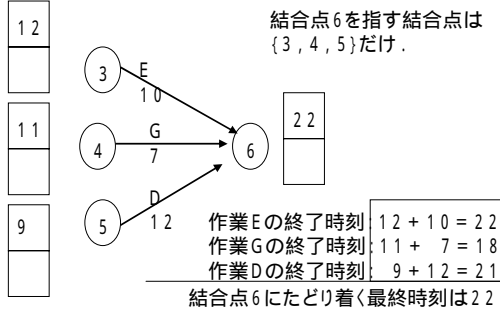 12
結合点6を指す結合点は
{3,4,5}だけ.
3
E
10
11
22
G
4
7
6
D
9
5
12
作業Eの終了時刻:12+10=22
作業Gの終了時刻:11+ 7=18
作業Dの終了時刻: 9+12=21
結合点6にたどり着く最終時刻は22